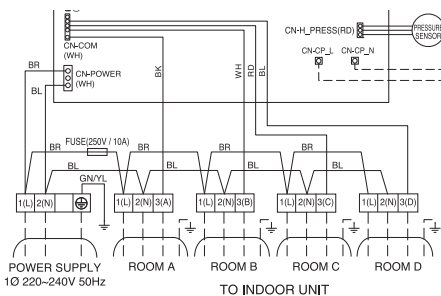 CN-COM
(WH)
CN-H_PRESS(RD)
PRESSURE
SENSOR
CN-CP_L CN-CP_N
BR
CN-POWER
(WH)
BL
BK
WH
RD
BL
BR
FUSE(250V / 10A)
BR
BR
BR
BL
BL
BL
BL
GN/YL
1(L) 2(N)
1(L) 2(N) 3(A)
1(L) 2(N) 3(B)
1(L) 2(N) 3(C)
1(L) 2(N) 3(D)
POWER SUPPLY
1Ø 220~240V 50Hz
ROOM A
ROOM B
ROOM C
ROOM D
TO INDOOR UNIT